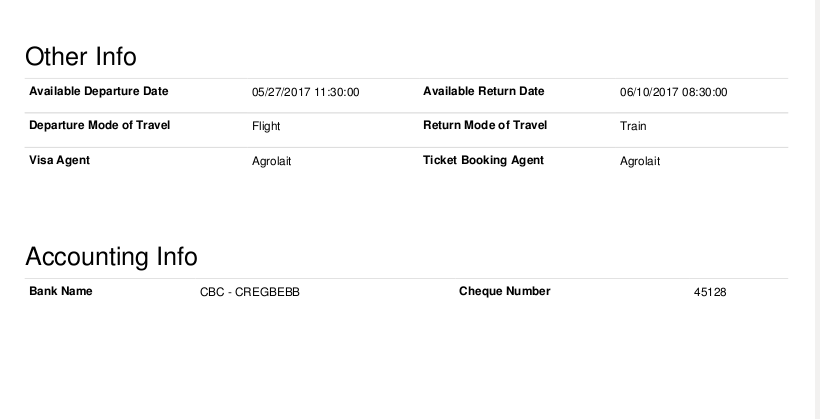 Other Info
Available Departure Date 05/27/2017 11:30:00 Available Return Date 06/10/2017 08:30:00
Departure Mode of Travel Flight Return Mode of Travel Train
Visa Agent Agrolait Ticket Booking Agent Agrolait
Accounting Info
Bank Name CBC - CREGBEBB Cheque Number 45128